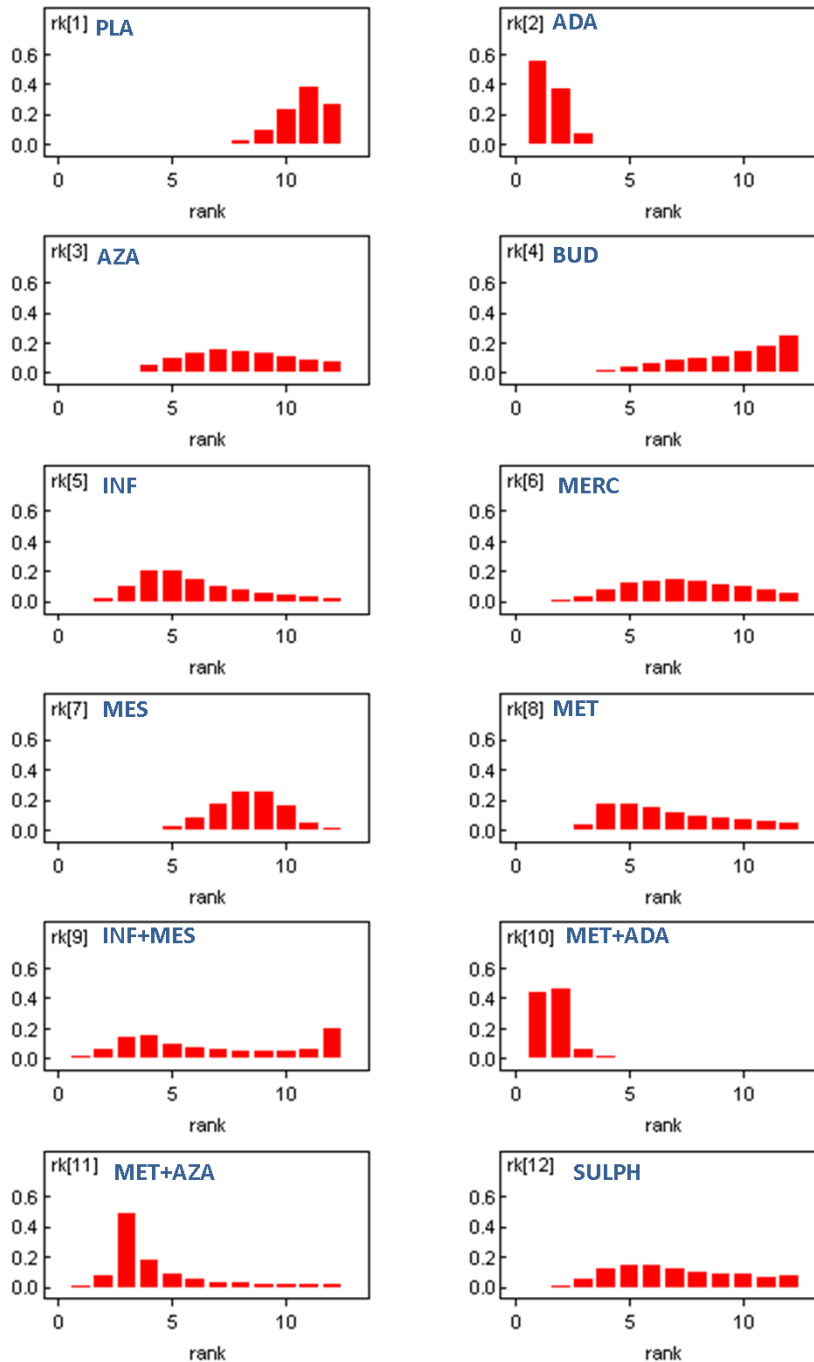 rk[1] PLA
0.6
0.4
0.2
0.0
0 5 10
rank
rk[2] ADA
0.6
0.4
0.2
0.0
0 5 10
rank
rk[3] AZA
0.6
0.4
0.2
0.0
0 5 10
rank
rk[4] BUD
0.6
0.4
0.2
0.0
0 5 10
rank
rk[5] INF
0.6
0.4
0.2
0.0
0 5 10
rank
rk[6] MERC
0.6
0.4
0.2
0.0
0 5 10
rank
rk[7] MES
0.6
0.4
0.2
0.0
0 5 10
rank
rk[8] MET
0.6
0.4
0.2
0.0
0 5 10
rank
rk[9] INF+MES
0.6
0.4
0.2
0.0
0 5 10
rank
rk[10] MET+ADA
0.6
0.4
0.2
0.0
0 5 10
rank
rk[11] MET+AZA
0.6
0.4
0.2
0.0
0 5 10
rank
rk[12] SULPH
0.6
0.4
0.2
0.0
0 5 10
rank